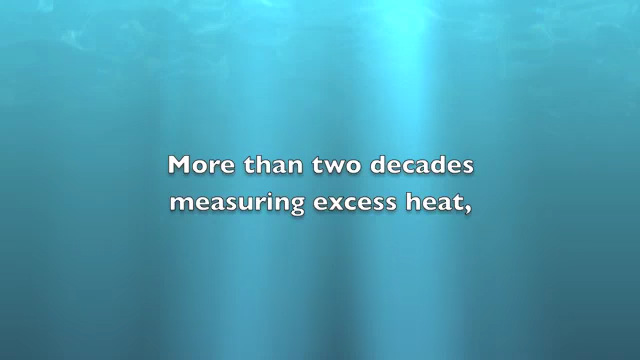 More than two decades
measuring excess heat,